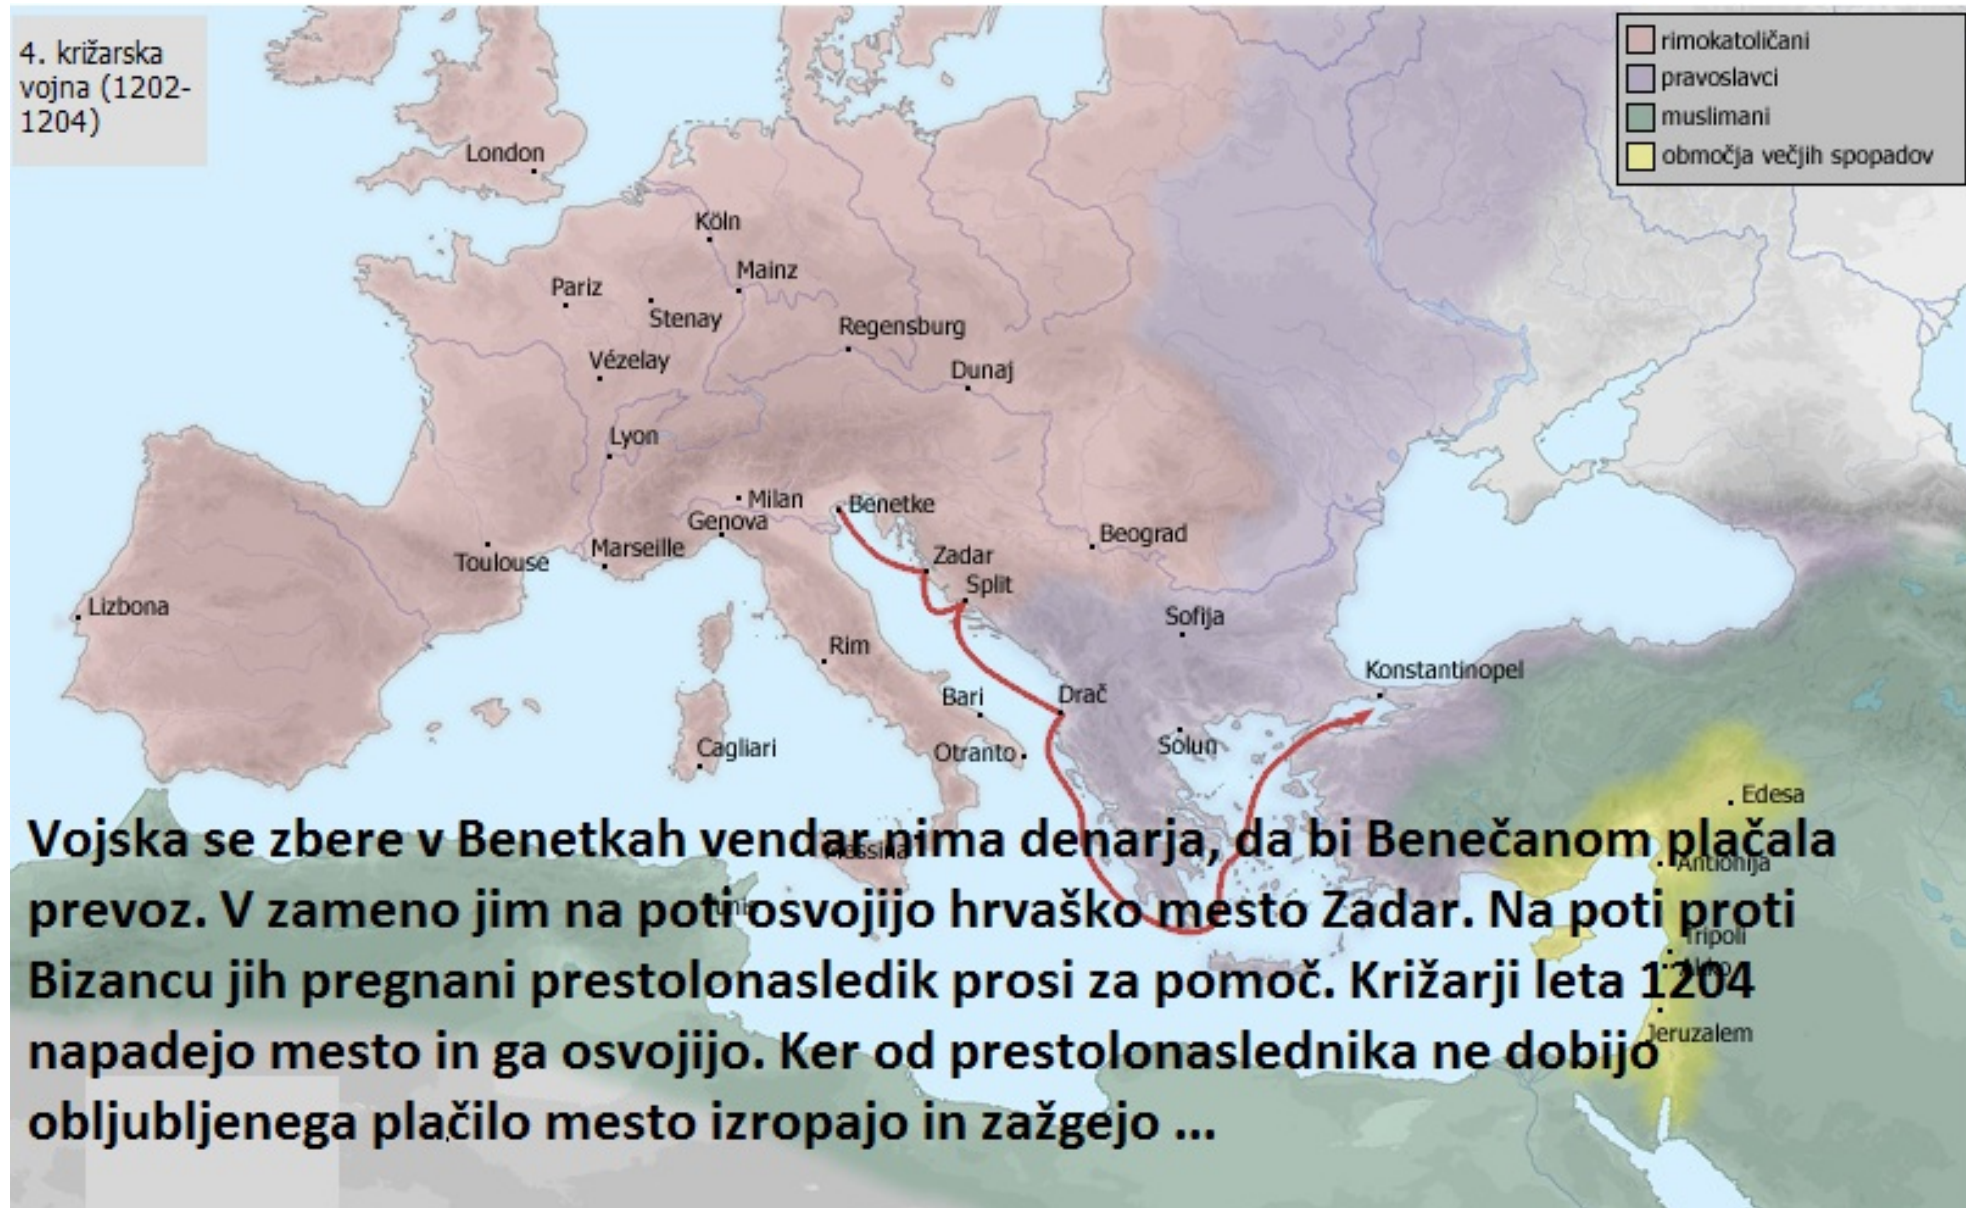 4. križarska
vojna (1202-
1204)
rimokatoličani
pravoslavci
muslimani
območja večjih spopadov
London
Köln
Mainz
Pariz
Stenay
Regensburg
Vézelay
Dunaj
Lyon
Milan
Benetke
Genova
Beograd
Toulouse
Marseille
Zadar
Split
Lizbona
Sofija
Rim
Konstantinopel
Bari
Drač
Cagliari
Otranto
Solun
Edesa
Messina
Antiohija
Tripoli
Akko
Jeruzalem
Vojska se zbere v Benetkah vendar nima denarja, da bi Benečanom plačala
prevoz. V zameno jim na poti osvojijo hrvaško mesto Zadar. Na poti proti
Bizancu jih pregnani prestolonasledik prosi za pomoč. Križarji leta 1204
napadejo mesto in ga osvojijo. Ker od prestolonaslednika ne dobijo
obljubljenega plačilo mesto izropajo in zažgejo ...